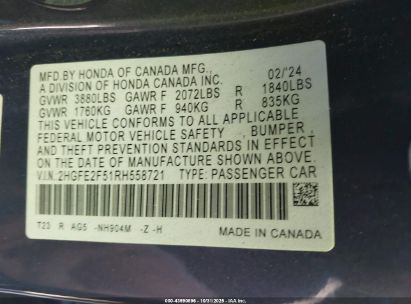 MFD.BY HONDA OF CANADA MFG., 02/'24
A DIVISION OF HONDA CANADA INC.
GVWR 3880LBS GAWR F 2072LBS R 1840LBS
GVWR 1760KG GAWR F 940KG R 835KG
THIS VEHICLE CONFORMS TO ALL APPLICABLE
FEDERAL MOTOR VEHICLE SAFETY, BUMPER,
& THEFT PREVENTION STANDARDS IN EFFECT ON
THE DATE OF MANUFACTURE SHOWN ABOVE.
V.I.N: 2HGFE2F51RH558721 TYPE: PASSENGER CAR
T23 R AG5 -NH904M -Z -H
MADE IN CANADA